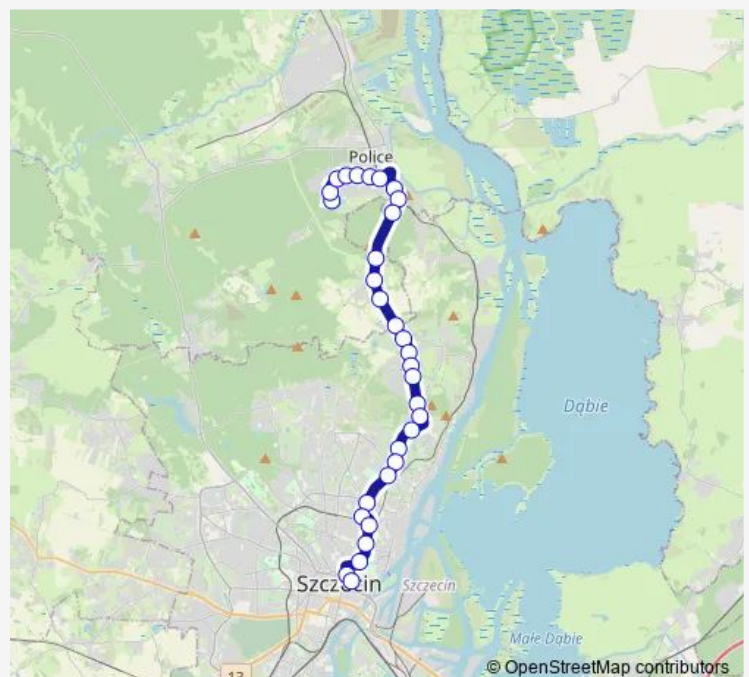 Police
Dąbie
Szczecin
Szczecin
Małe Dąbie
13
© OpenStreetMap contributors